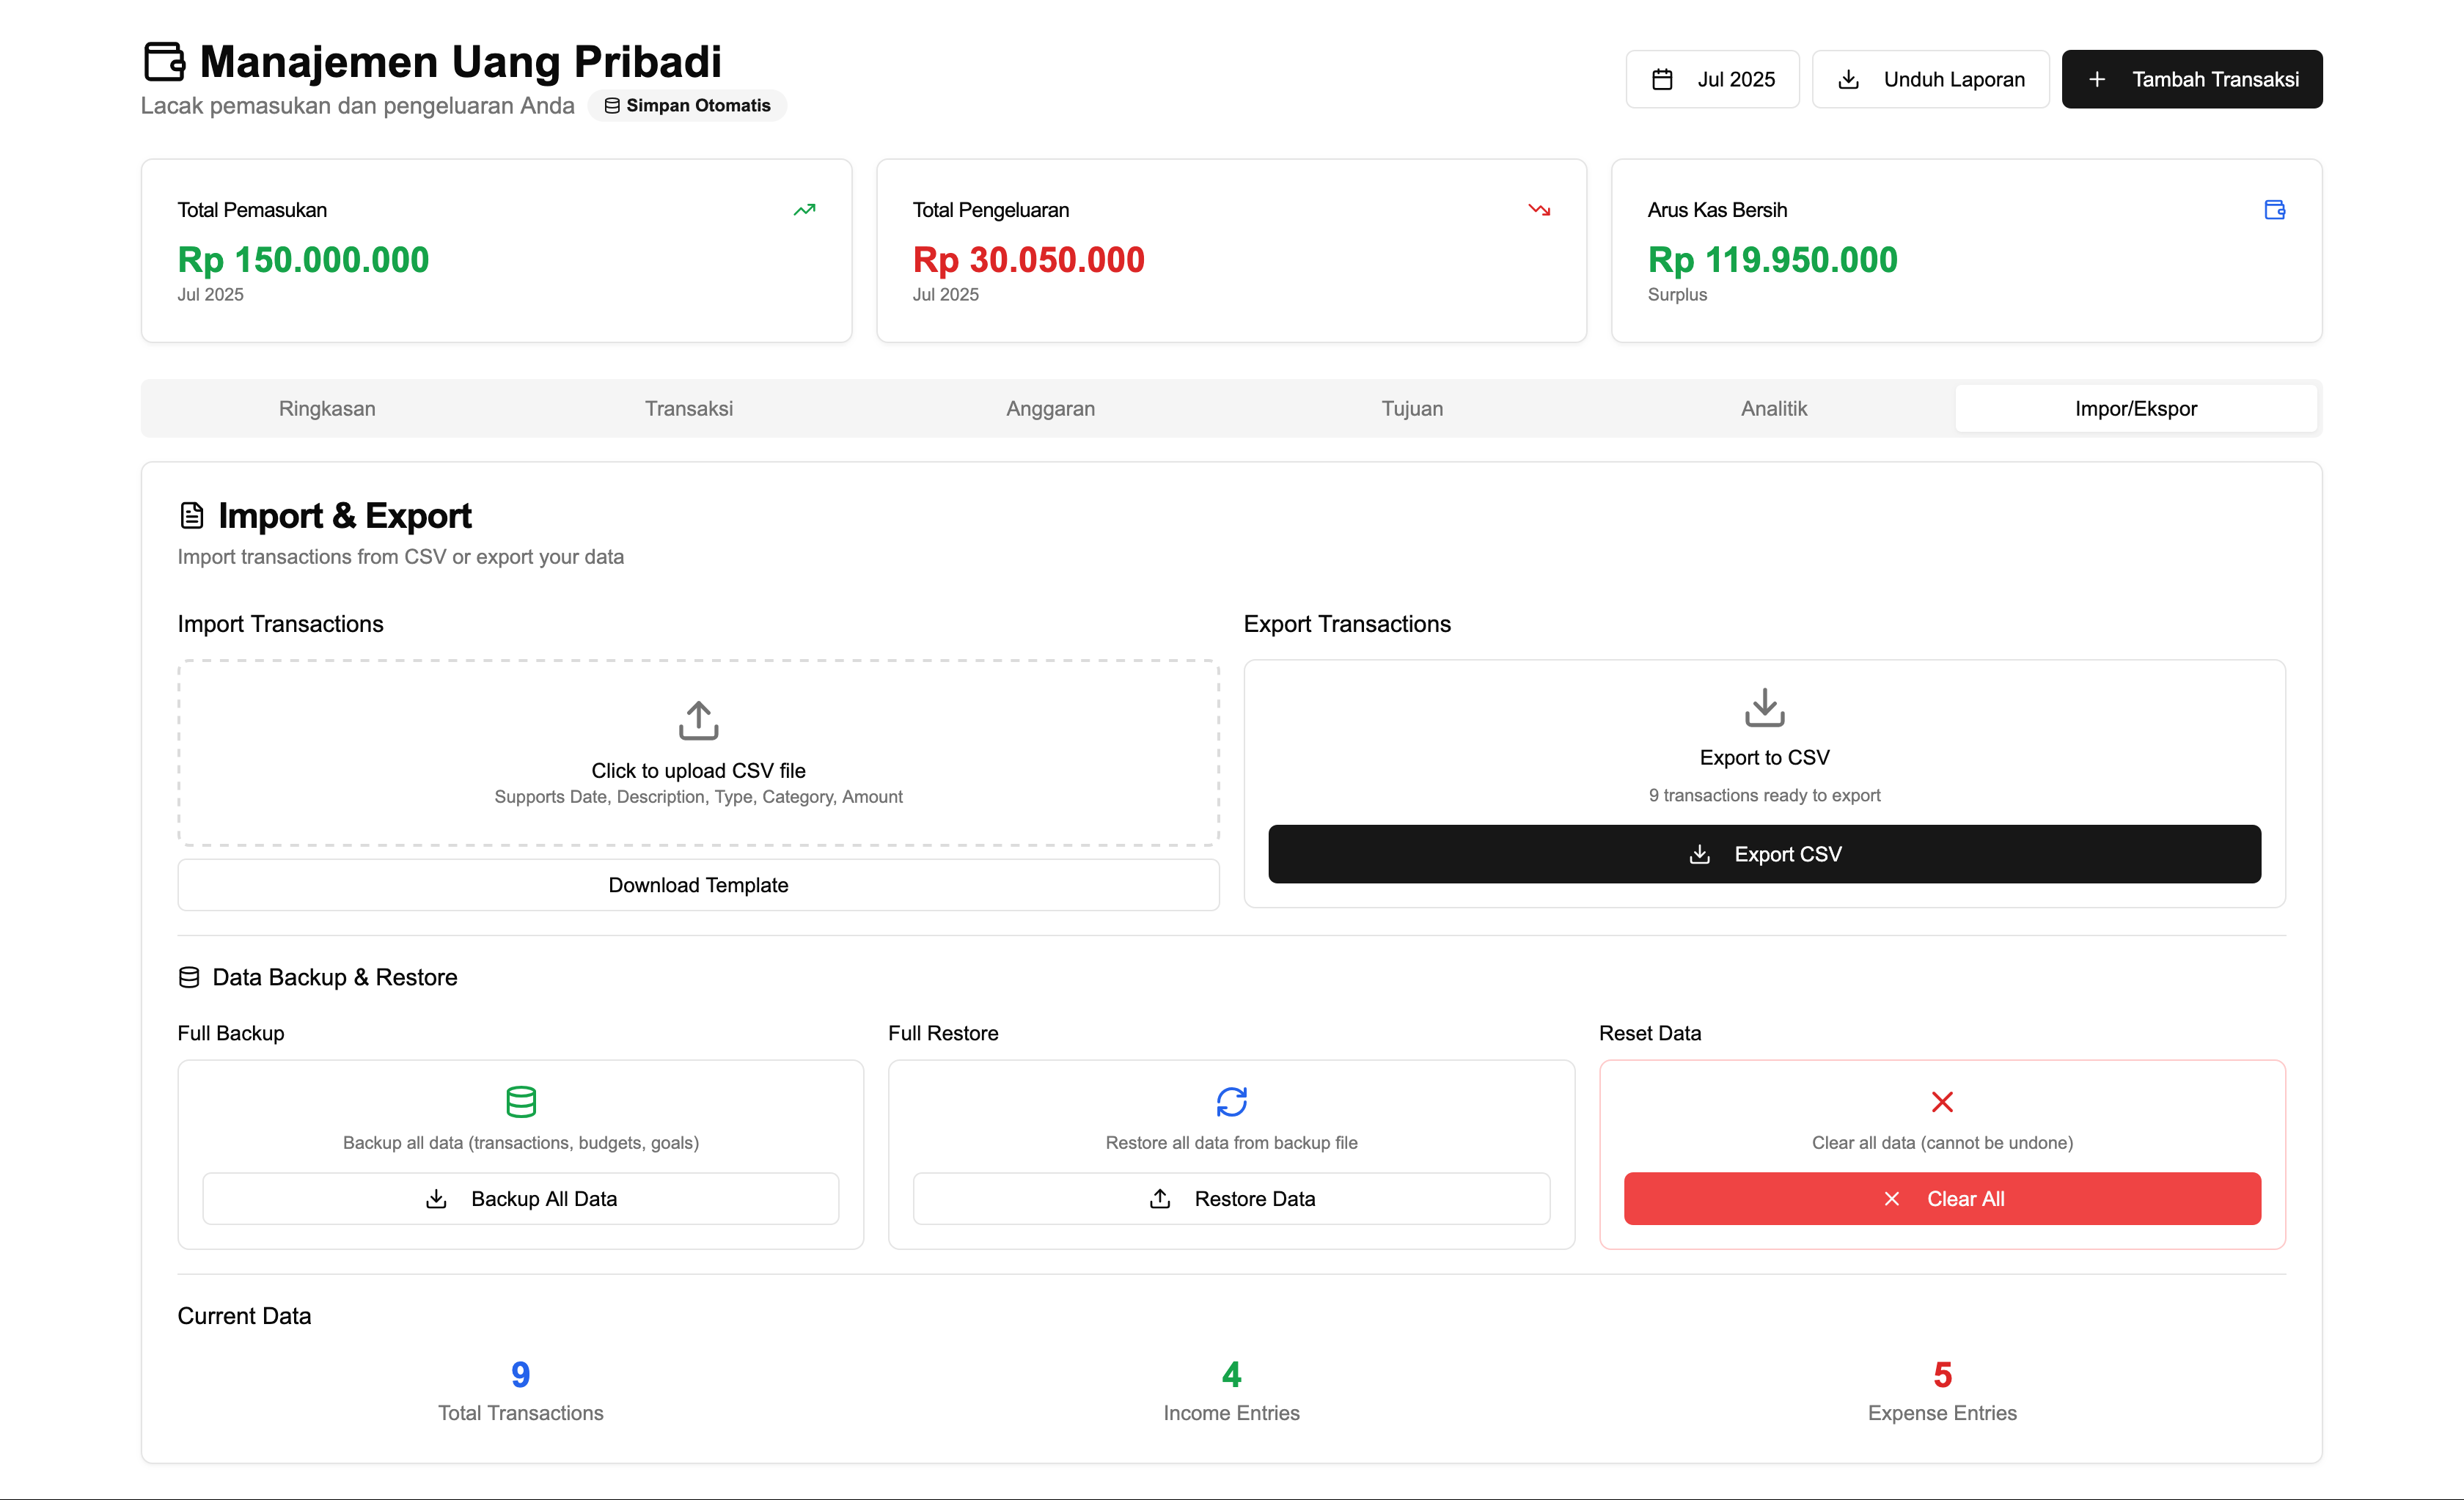 Manajemen Uang Pribadi
Lacak pemasukan dan pengeluaran Anda
Simpan Otomatis
Jul 2025
Unduh Laporan
Tambah Transaksi
Total Pemasukan
Rp 150.000.000
Jul 2025
Total Pengeluaran
Rp 30.050.000
Jul 2025
Arus Kas Bersih
Rp 119.950.000
Surplus
Ringkasan
Transaksi
Anggaran
Tujuan
Analitik
Impor/Ekspor
Import & Export
Import transactions from CSV or export your data
Import Transactions
Click to upload CSV file
Supports Date, Description, Type, Category, Amount
Download Template
Export Transactions
Export to CSV
9 transactions ready to export
Export CSV
Data Backup & Restore
Full Backup
Backup all data (transactions, budgets, goals)
Backup All Data
Full Restore
Restore all data from backup file
Restore Data
Reset Data
Clear all data (cannot be undone)
Clear All
Current Data
9
Total Transactions
4
Income Entries
5
Expense Entries